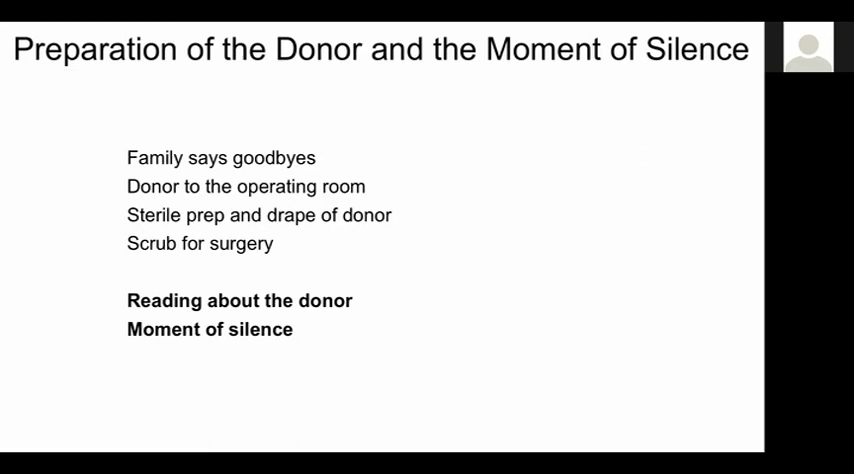 Preparation of the Donor and the Moment of Silence
Family says goodbyes
Donor to the operating room
Sterile prep and drape of donor
Scrub for surgery
Reading about the donor
Moment of silence